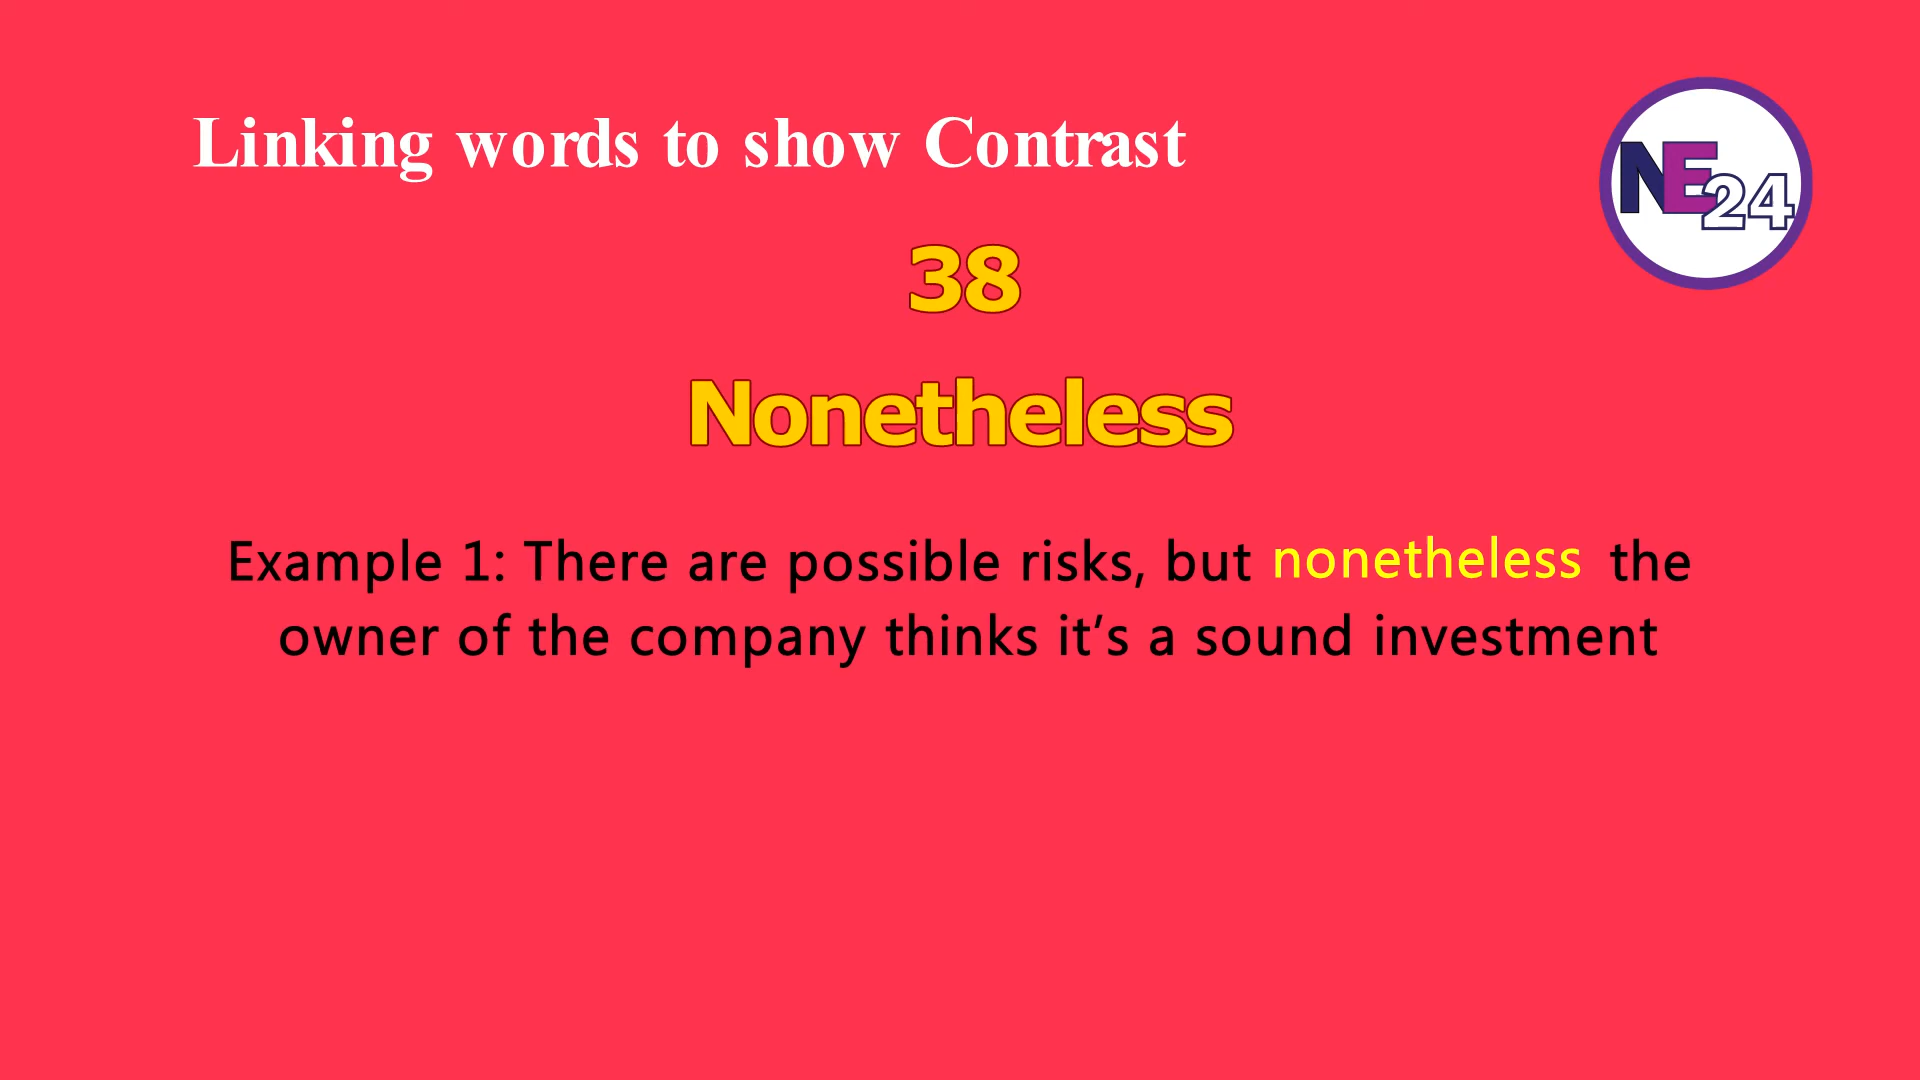 Linking words to show Contrast
NE24
38
Nonetheless
Example 1: There are possible risks, but nonetheless the
owner of the company thinks it’s a sound investment